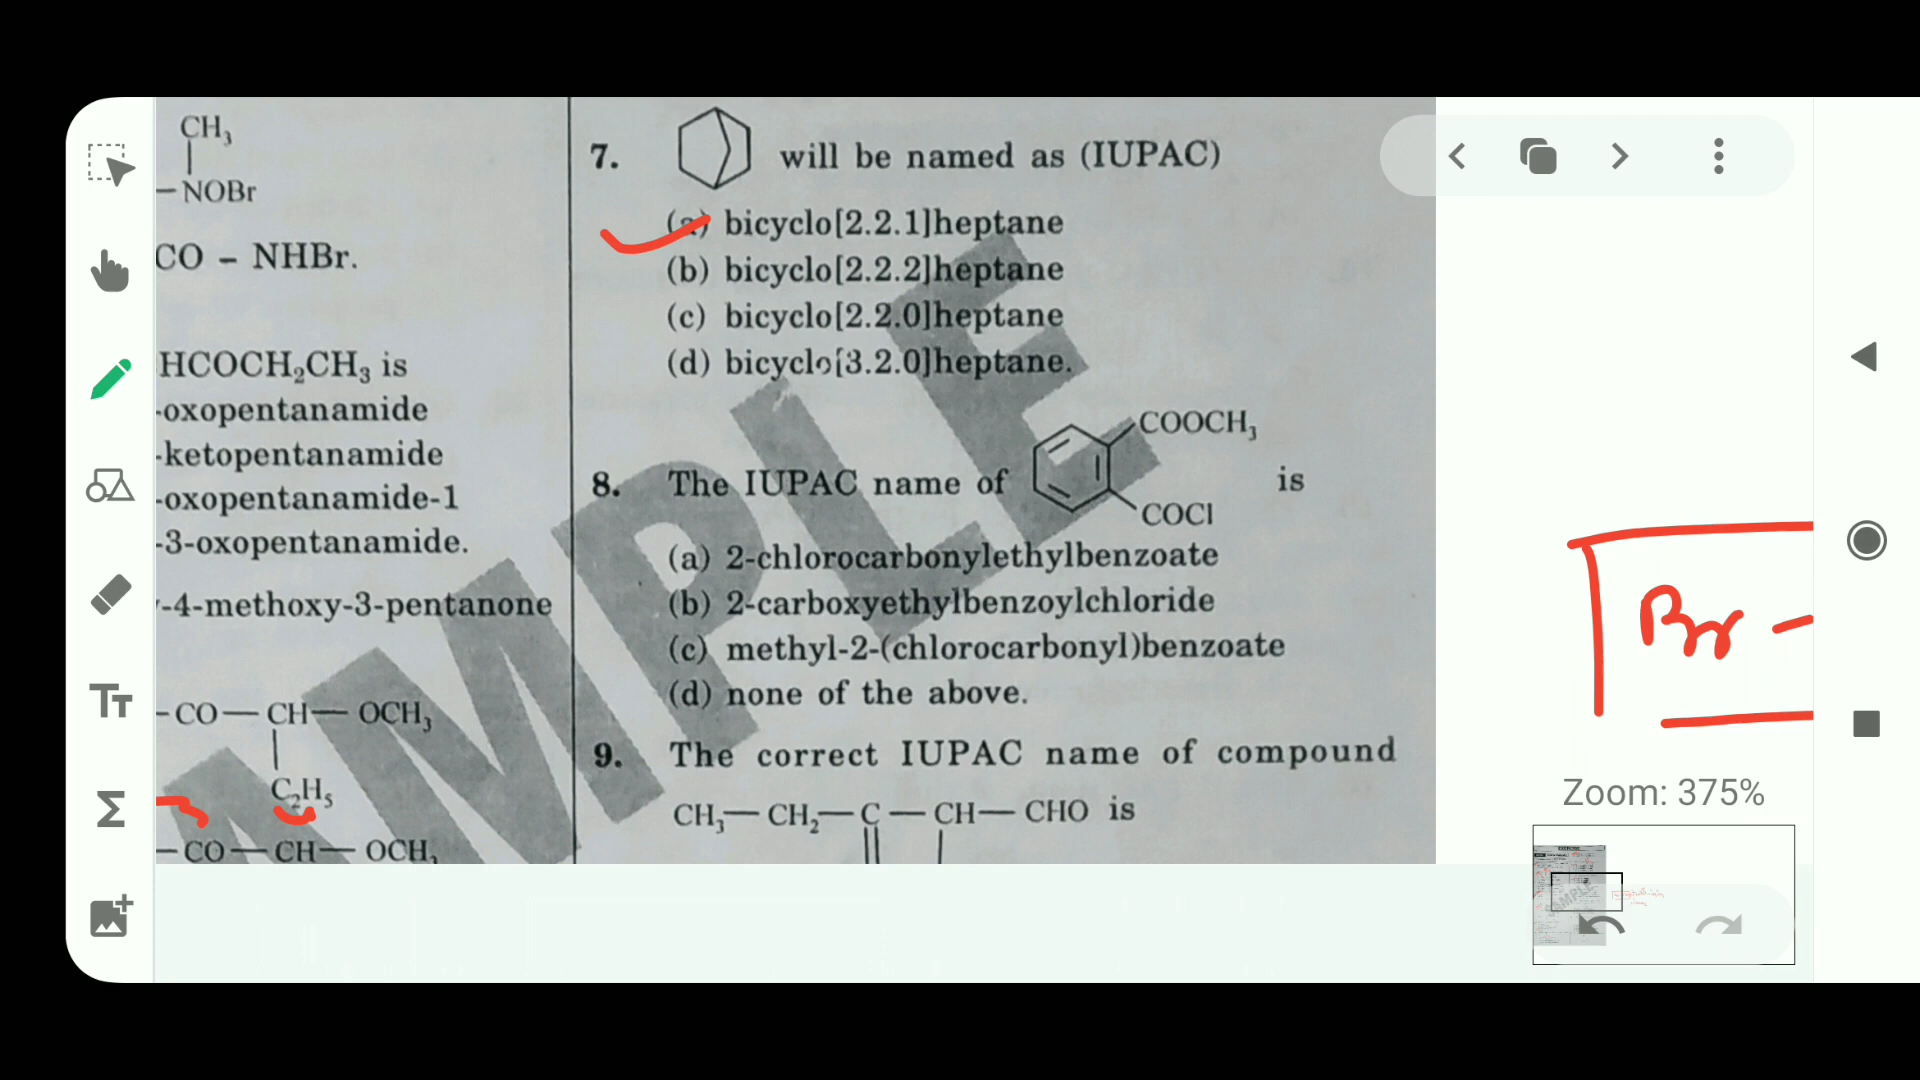 CH₃
–NOBr
CO – NHBr.
HCOCH₂CH₃ is
-oxopentanamide
-ketopentanamide
-oxopentanamide-1
-3-oxopentanamide.
-4-methoxy-3-pentanone
–CO—CH—OCH₃
C₂H₅
–CO—CH—OCH₃
7. will be named as (IUPAC)
(a) bicyclo[2.2.1]heptane
(b) bicyclo[2.2.2]heptane
(c) bicyclo[2.2.0]heptane
(d) bicyclo[3.2.0]heptane.
COOCH₃
8. The IUPAC name of is
COCl
(a) 2-chlorocarbonylethylbenzoate
(b) 2-carboxyethylbenzoylchloride
(c) methyl-2-(chlorocarbonyl)benzoate
(d) none of the above.
9. The correct IUPAC name of compound
CH₃—CH₂—C—CH—CHO is
AMPLE
Br –
Tт
Σ
Zoom: 375%
SAMPLE